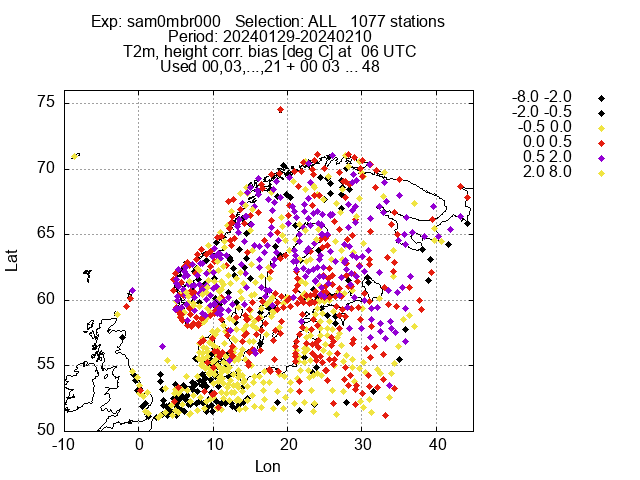 Exp: sam0mbr000   Selection: ALL   1077 stations
Period: 20240129-20240210
T2m, height corr. bias [deg C] at  06 UTC
Used 00,03,...,21 + 00 03 ... 48
-8.0 -2.0
-2.0 -0.5
-0.5 0.0
0.0 0.5
0.5 2.0
2.0 8.0
75
70
65
60
55
50
Lat
-10 0 10 20 30 40
Lon